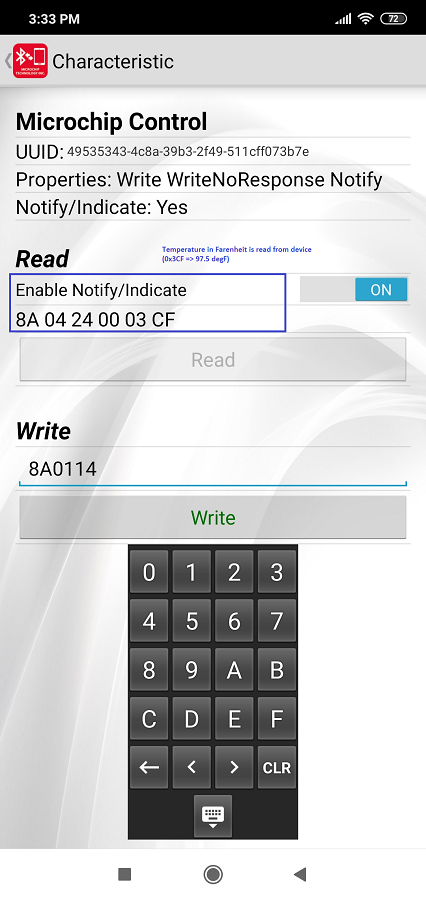 3:33 PM
72
MICROCHIP
TECHNOLOGY INC.
Characteristic
Microchip Control
UUID: 49535343-4c8a-39b3-2f49-511cff073b7e
Properties: Write WriteNoResponse Notify
Notify/Indicate: Yes
Temperature in Farenheit is read from device
(0x3CF => 97.5 degF)
Read
Enable Notify/Indicate
ON
8A 04 24 00 03 CF
Read
Write
8A0114
Write
0 1 2 3
4 5 6 7
8 9 A B
C D E F
← < > CLR